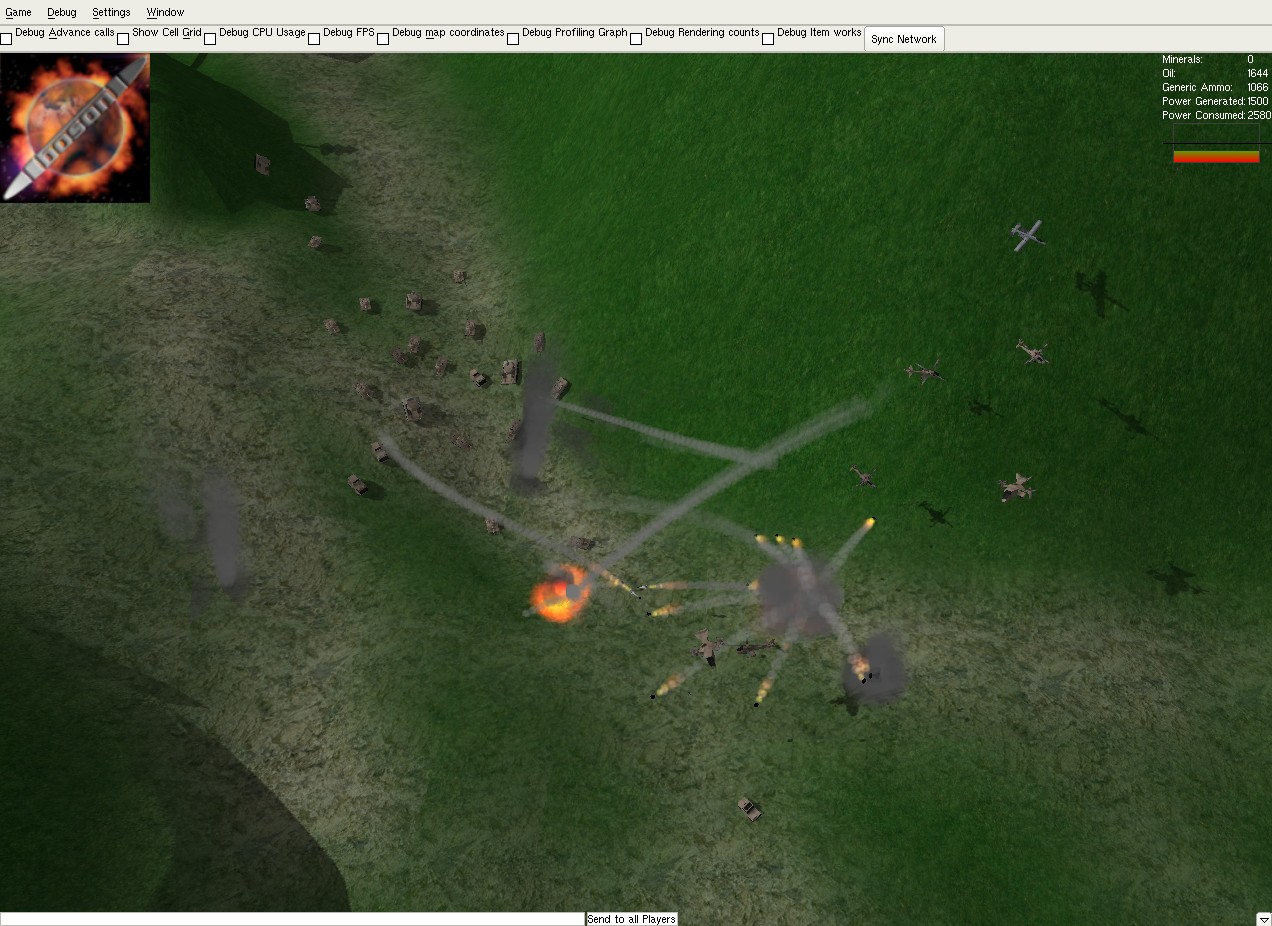 Game Debug Settings Window
Debug Advance calls Show Cell Grid Debug CPU Usage Debug FPS Debug map coordinates Debug Profiling Graph Debug Rendering counts Debug Item works Sync Network
boson
Minerals: 0
Oil: 1644
Generic Ammo: 1066
Power Generated: 1500
Power Consumed: 2580
Send to all Players